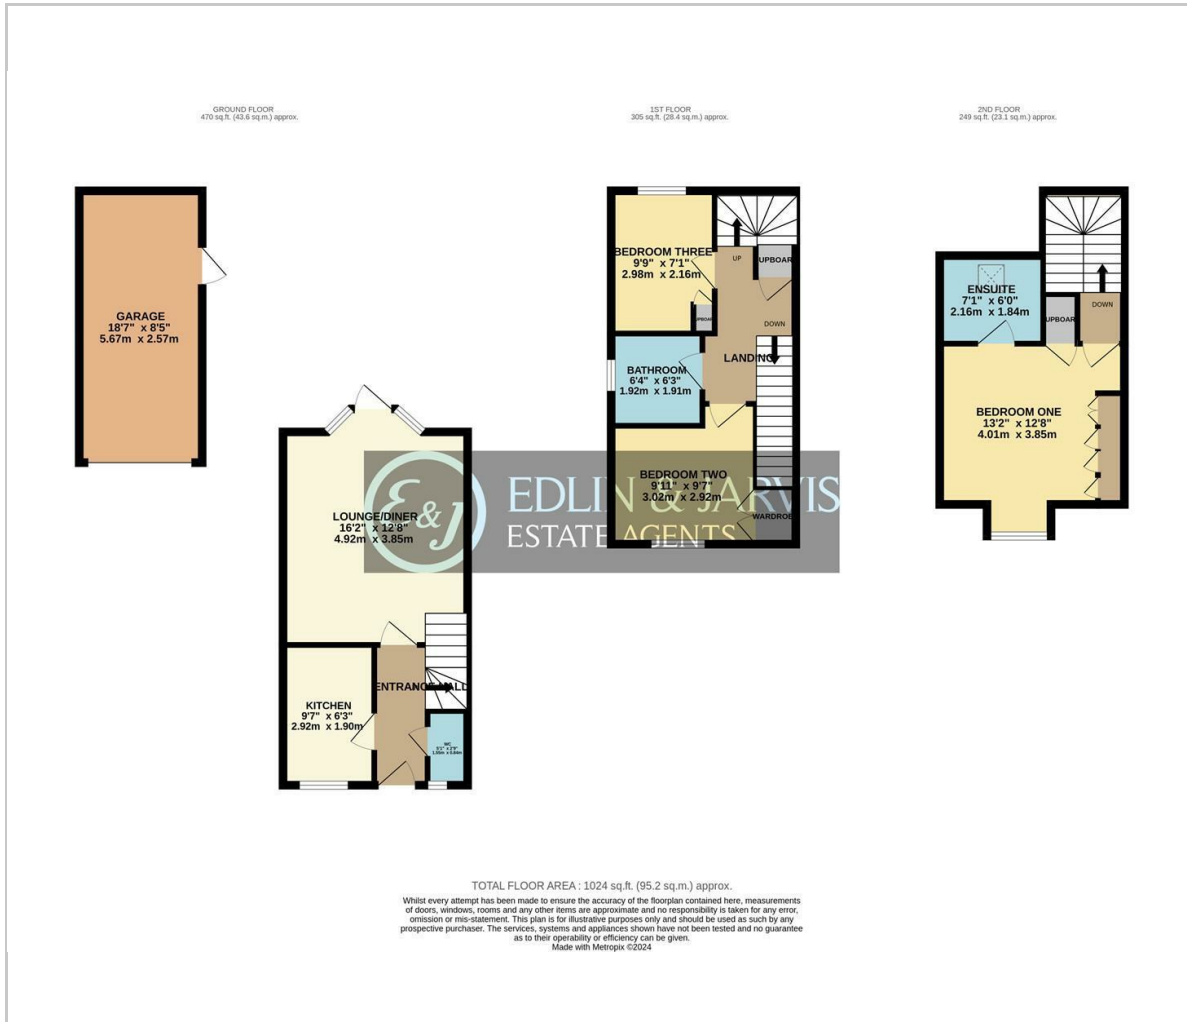 GROUND FLOOR
470 sq.ft. (43.6 sq.m.) approx.
1ST FLOOR
305 sq.ft. (28.4 sq.m.) approx.
2ND FLOOR
249 sq.ft. (23.1 sq.m.) approx.
GARAGE
18'7" x 8'5"
5.67m x 2.57m
LOUNGE/DINER
16'2" x 12'8"
4.92m x 3.85m
KITCHEN
9'7" x 6'3"
2.92m x 1.90m
ENTRANCE HALL
WC
BEDROOM THREE
9'9" x 7'1"
2.98m x 2.16m
UP
UPBOAR
UPBOAR
DOWN
LANDING
BATHROOM
6'4" x 6'3"
1.92m x 1.91m
BEDROOM TWO
9'11" x 9'7"
3.02m x 2.92m
WARDROBE
ENSUITE
7'1" x 6'0"
2.16m x 1.84m
UPBOAR
DOWN
BEDROOM ONE
13'2" x 12'8"
4.01m x 3.85m
E&J
EDLIN & JARVIS
ESTATE AGENTS
TOTAL FLOOR AREA : 1024 sq.ft. (95.2 sq.m.) approx.
Whilst every attempt has been made to ensure the accuracy of the floorplan contained here, measurements
of doors, windows, rooms and any other items are approximate and no responsibility is taken for any error,
omission or mis-statement. This plan is for illustrative purposes only and should be used as such by any
prospective purchaser. The services, systems and appliances shown have not been tested and no guarantee
as to their operability or efficiency can be given.
Made with Metropix ©2024